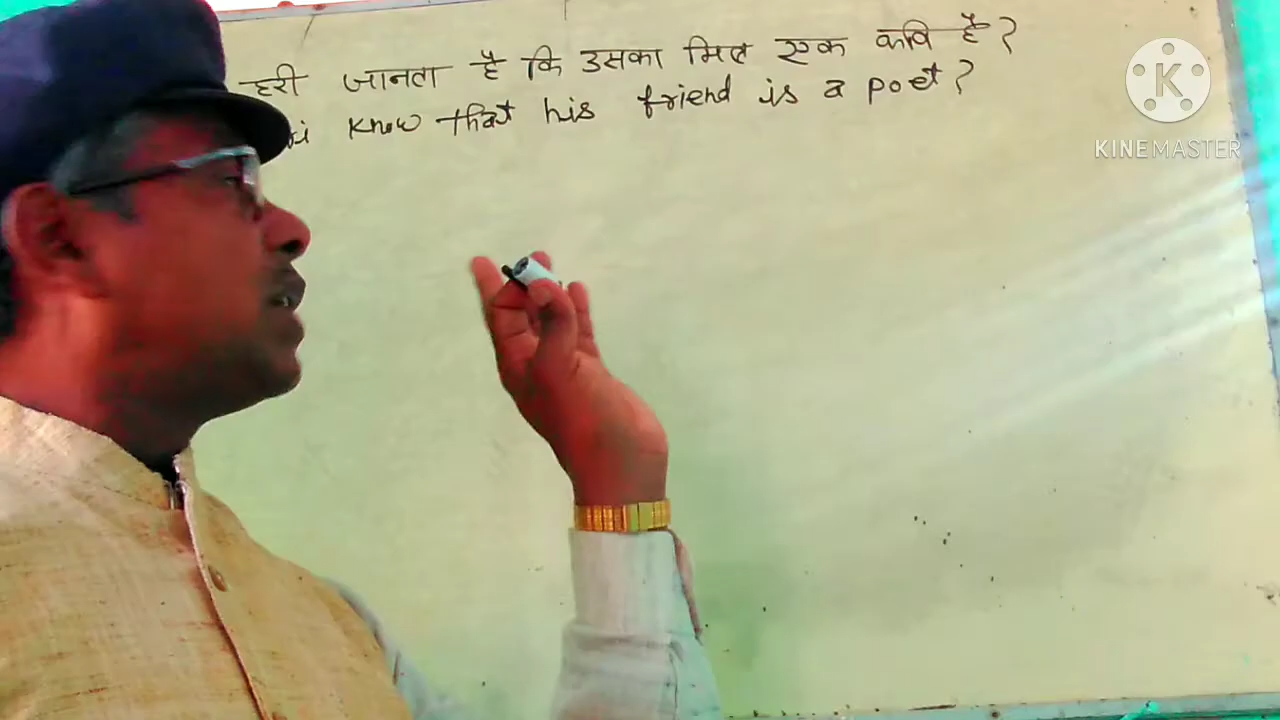 हरी जानता है कि उसका मित्र एक कवि है?
know that his friend is a poet?
K
KINEMASTER